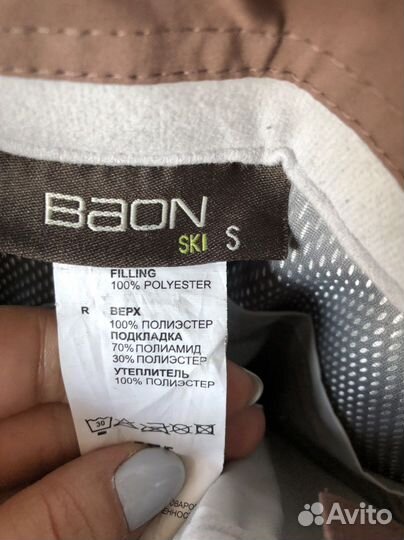 BAON
SKI S
FILLING
100% POLYESTER
R ВЕРХ
100% ПОЛИЭСТЕР
ПОДКЛАДКА
70% ПОЛИАМИД
30% ПОЛИЭСТЕР
УТЕПЛИТЕЛЬ
100% ПОЛИЭСТЕР
30
Avito